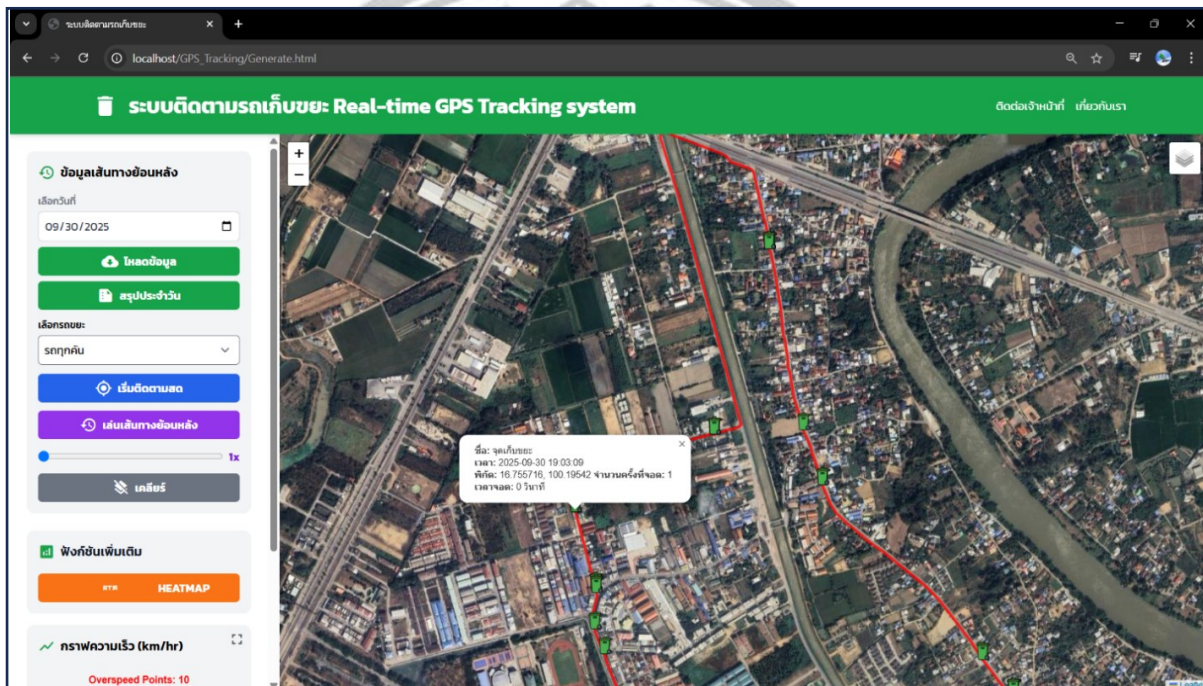 ระบบติดตามรถเก็บขยะ
localhost/GPS_Tracking/Generate.html
ระบบติดตามรถเก็บขยะ Real-time GPS Tracking system
ติดต่อเจ้าหน้าที่ เกี่ยวกับเรา
ข้อมูลเส้นทางย้อนหลัง
เลือกวันที่
09/30/2025
โหลดข้อมูล
สรุปประจำวัน
เลือกรถขยะ
รถทุกคัน
เริ่มติดตามสด
เล่นเส้นทางย้อนหลัง
1x
เคลียร์
ฟังก์ชันเพิ่มเติม
HEATMAP
กราฟความเร็ว (km/hr)
Overspeed Points: 10
+
−
ชื่อ: จุดเก็บขยะ
เวลา: 2025-09-30 19:03:09
พิกัด: 16.755716, 100.19542 จำนวนครั้งที่จอด: 1
เวลาจอด: 0 วินาที